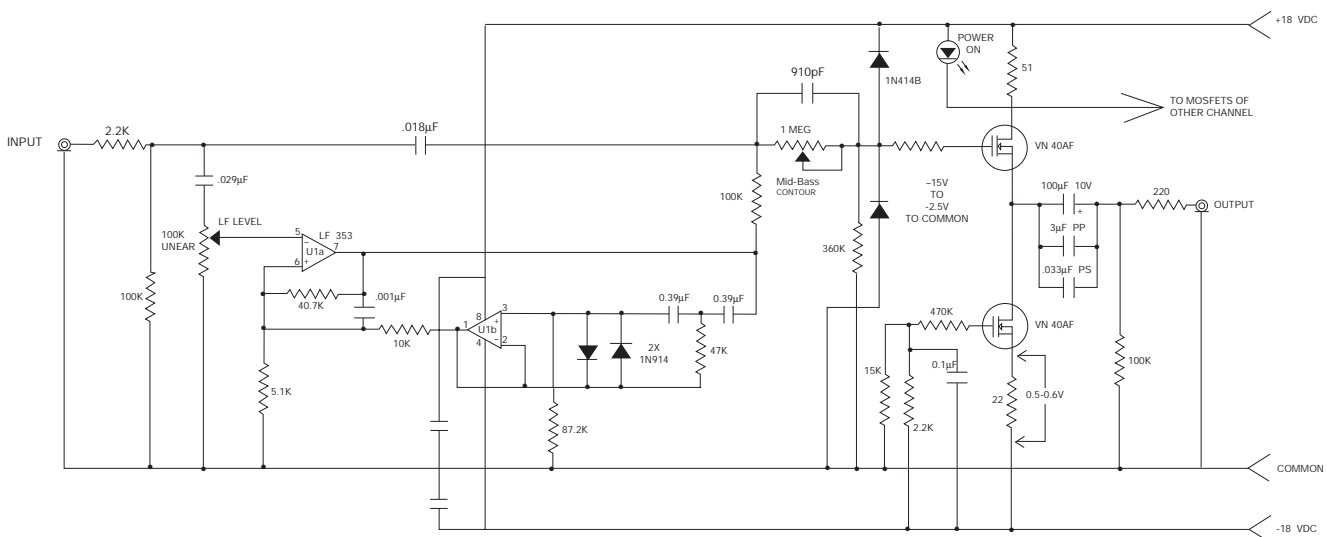 +18 VDC
POWER
ON
51
TO MOSFETS OF
OTHER CHANNEL
910pF
1N414B
.018µF
2.2K
INPUT
1 MEG
Mid-Bass
CONTOUR
VN 40AF
.029µF
100K
-15V
TO
-2.5V
TO COMMON
100µF 10V
+
220
OUTPUT
LF LEVEL
100K
UNEAR
5
LF 353
7
−
U1a
6
+
3µF PP
360K
.033µF PS
100K
40.7K
.001µF
0.39µF
0.39µF
470K
VN 40AF
8
3
1
+
U1b
−
4
2
10K
2X
1N914
47K
100K
15K
0.1µF
5.1K
22
0.5-0.6V
87.2K
2.2K
COMMON
-18 VDC